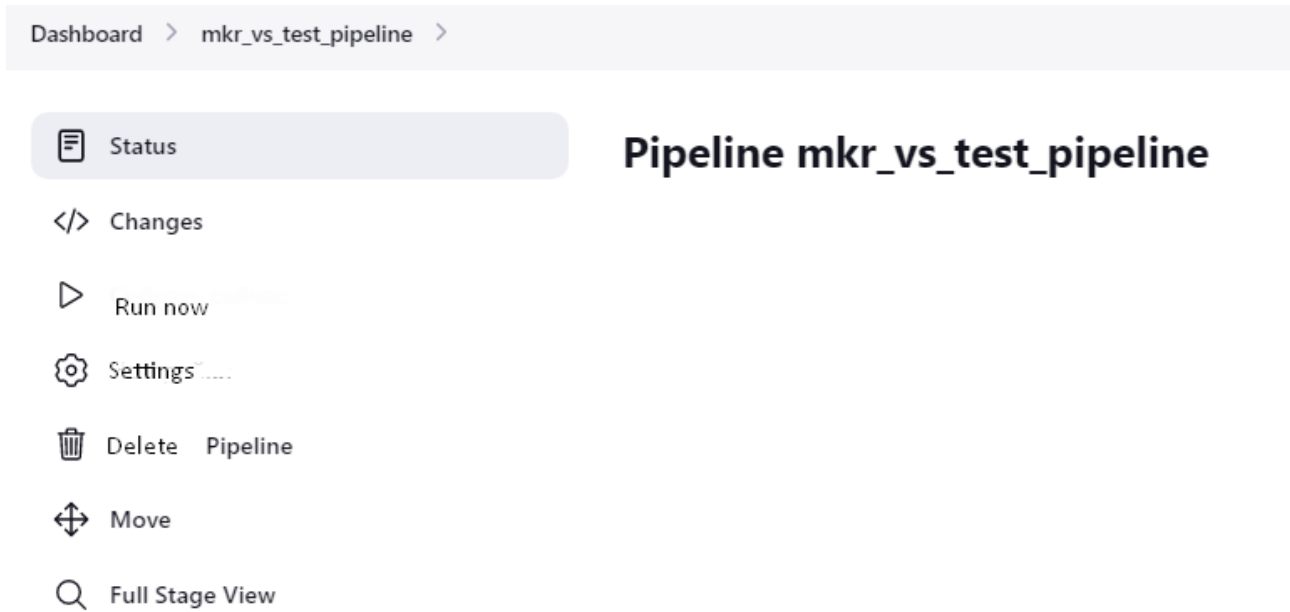 Dashboard > mkr_vs_test_pipeline >
Status
Pipeline mkr_vs_test_pipeline
Changes
Run now
Settings
Delete Pipeline
Move
Full Stage View